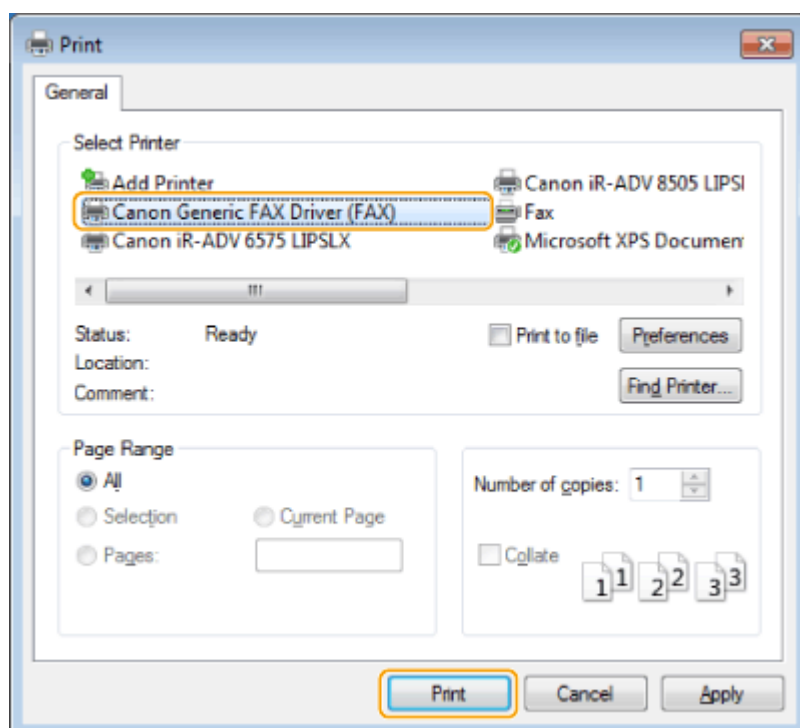 Print
General
Select Printer
Add Printer
Canon iR-ADV 8505 LIPSI
Canon Generic FAX Driver (FAX)
Fax
Canon iR-ADV 6575 LIPSLX
Microsoft XPS Documen
Status: Ready
Print to file
Preferences
Location:
Comment:
Find Printer...
Page Range
All
Number of copies: 1
Selection
Current Page
Pages:
Collate
1 1 2 2 3 3
Print
Cancel
Apply